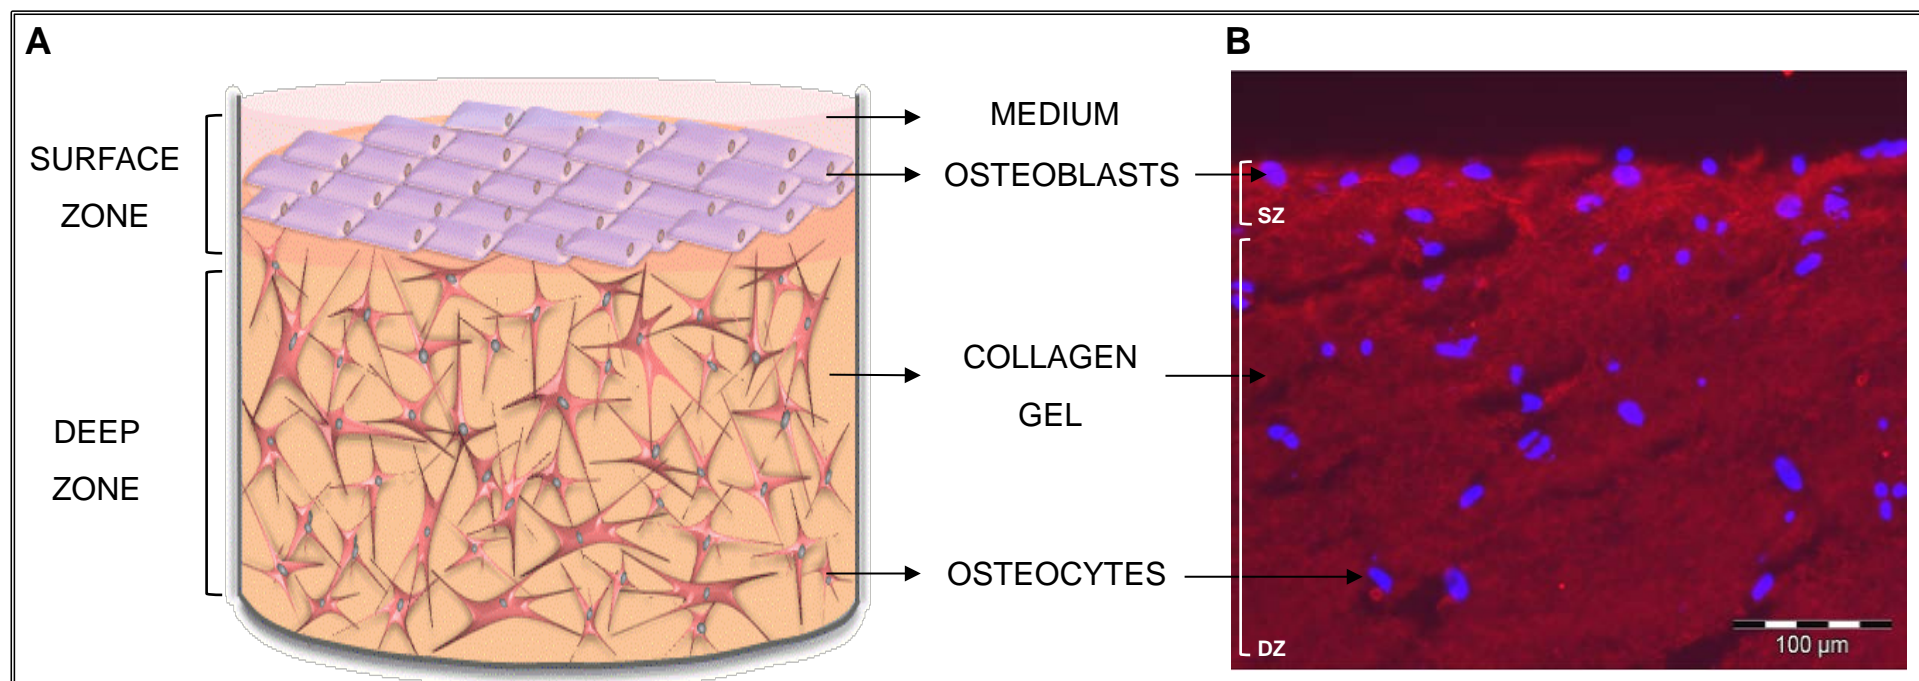 A
B
SURFACE
ZONE
DEEP
ZONE
MEDIUM
OSTEOBLASTS
COLLAGEN
GEL
OSTEOCYTES
SZ
DZ
100 µm